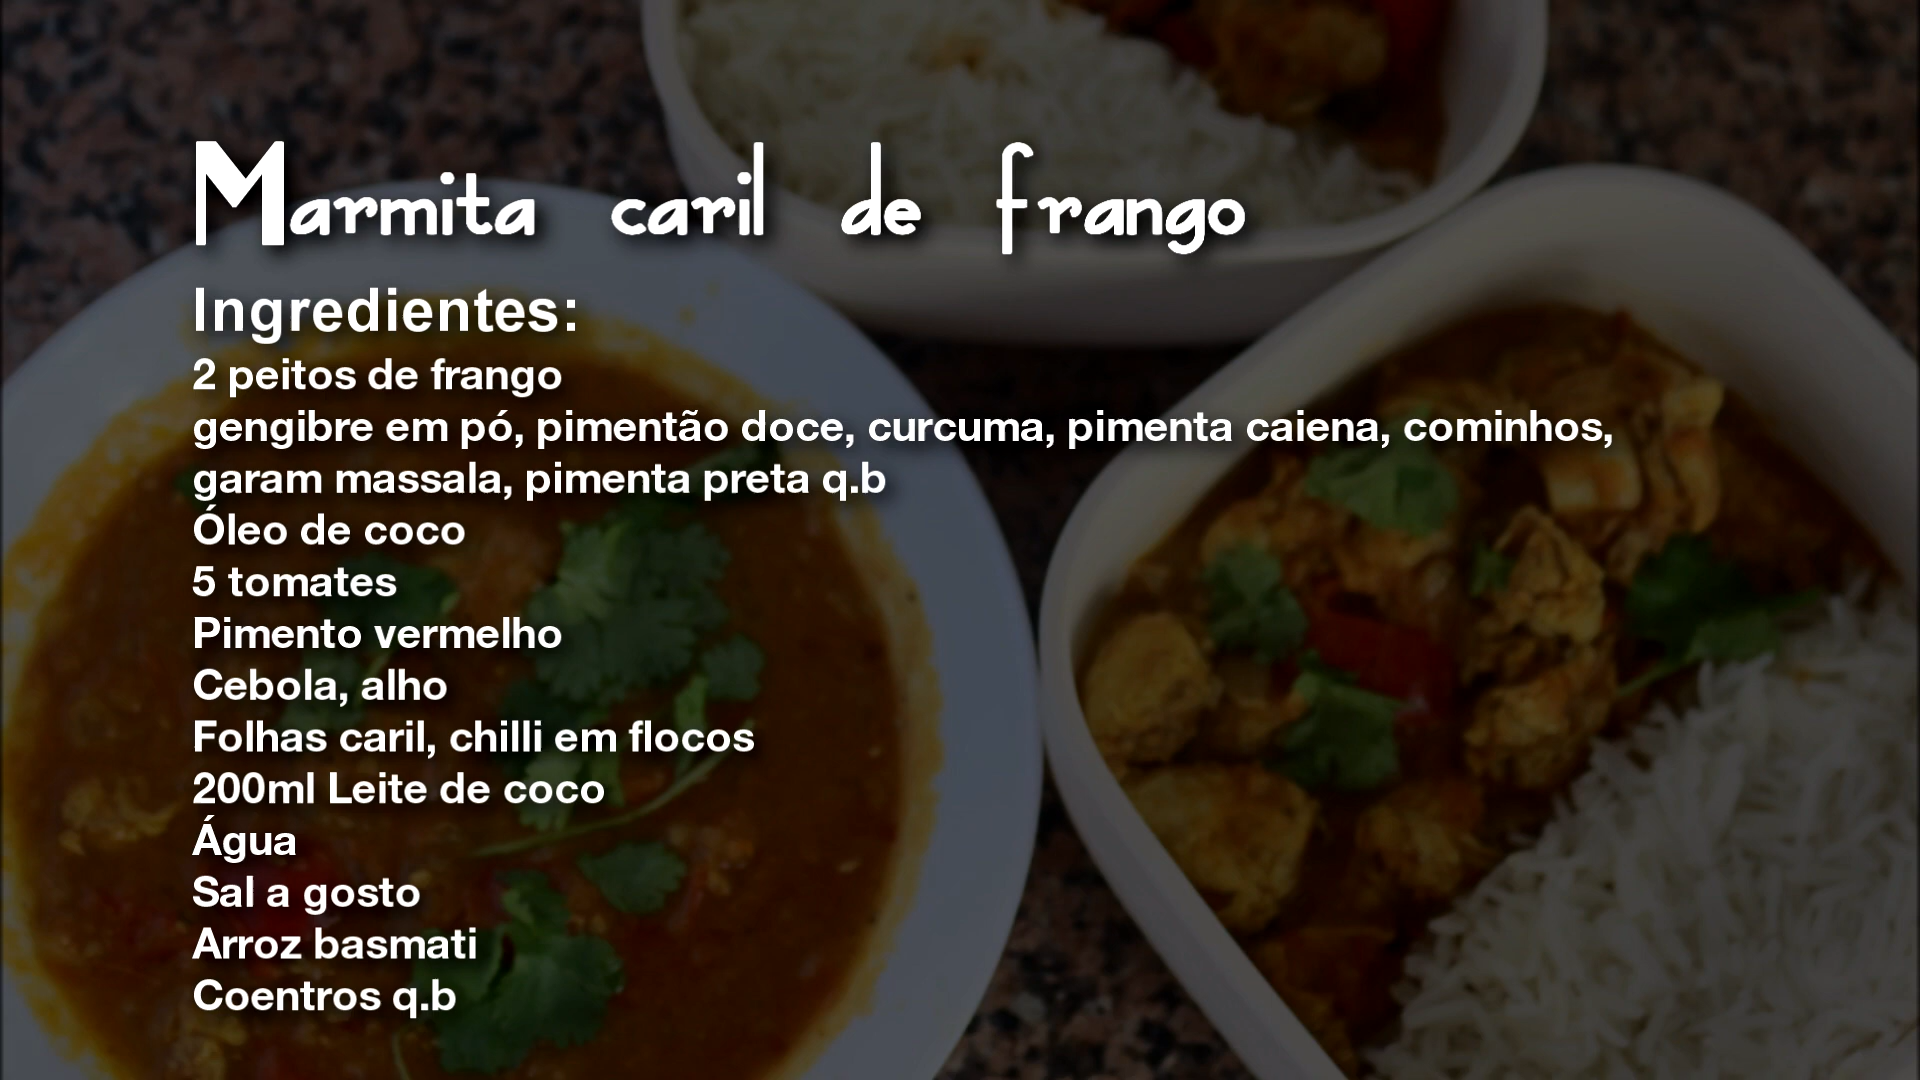 Marmita caril de frango
Ingredientes:
2 peitos de frango
gengibre em pó, pimentão doce, curcuma, pimenta caiena, cominhos,
garam massala, pimenta preta q.b
Óleo de coco
5 tomates
Pimento vermelho
Cebola, alho
Folhas caril, chilli em flocos
200ml Leite de coco
Água
Sal a gosto
Arroz basmati
Coentros q.b